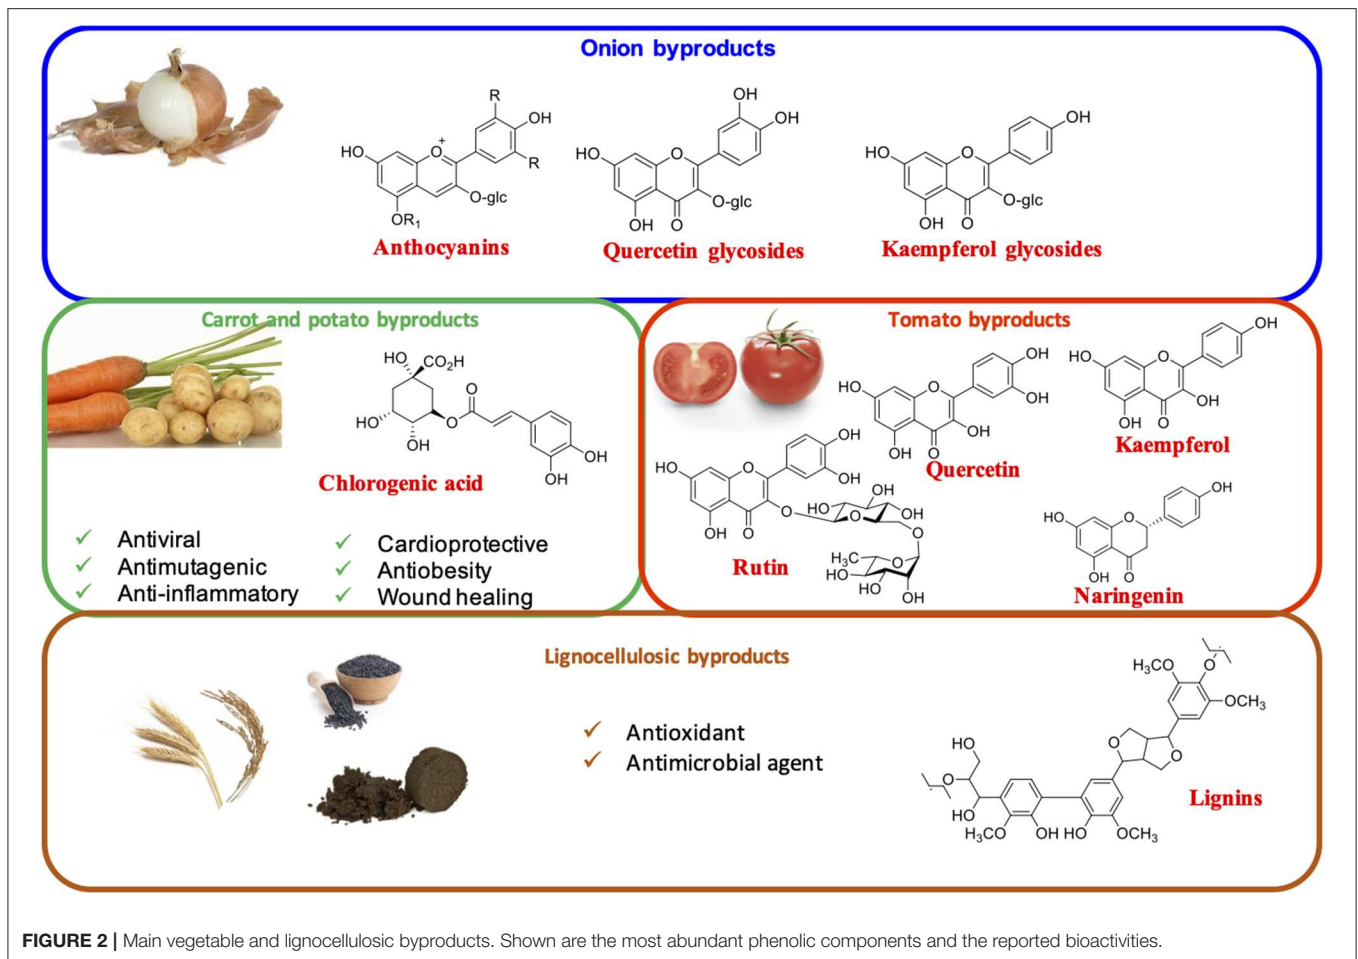 Onion byproducts
R
OH
HO
O
+
R
O-glc
OR1
Anthocyanins
OH
OH
HO
O
O-glc
OH
O
Quercetin glycosides
OH
HO
O
O-glc
OH
O
Kaempferol glycosides
Carrot and potato byproducts
HO
CO2H
O
HO
O
OH
OH
OH
Chlorogenic acid
Antiviral
Antimutagenic
Anti-inflammatory
Cardioprotective
Antiobesity
Wound healing
Tomato byproducts
OH
HO
O
OH
OH
OH
O
Quercetin
OH
HO
O
OH
OH
O
Kaempferol
OH
HO
O
OH
O
OH
O
OH
HO
OH
O
O
H3C
O
HO
HO
OH
Rutin
OH
HO
O
OH
O
Naringenin
Lignocellulosic byproducts
Antioxidant
Antimicrobial agent
O
H3CO
OCH3
O
O
HO
O
HO
H3CO
OH
HO
OCH3
Lignins
FIGURE 2 | Main vegetable and lignocellulosic byproducts. Shown are the most abundant phenolic components and the reported bioactivities.